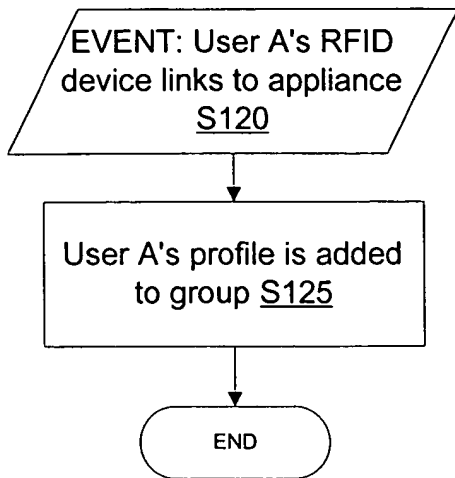 EVENT: User A's RFID
device links to appliance
S120
User A's profile is added
to group S125
END